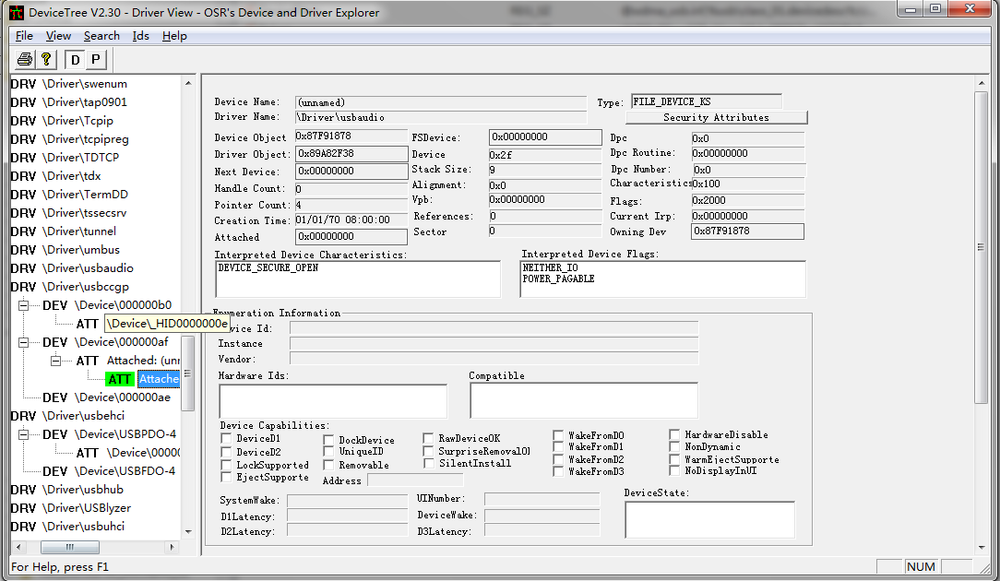 DeviceTree V2.30 - Driver View - OSR's Device and Driver Explorer
File View Search Ids Help
D P
DRV \Driver\swenum
DRV \Driver\tap0901
DRV \Driver\Tcpip
DRV \Driver\tcpipreg
DRV \Driver\TDTCP
DRV \Driver\tdx
DRV \Driver\TermDD
DRV \Driver\tssecsrv
DRV \Driver\tunnel
DRV \Driver\umbus
DRV \Driver\usbaudio
DRV \Driver\usbccgp
DEV \Device\000000b0
ATT \Device\_HID0000000e
DEV \Device\000000af
ATT Attached: (unr
ATT Attache
DEV \Device\000000ae
DRV \Driver\usbehci
DEV \Device\USBPDO-4
ATT \Device\0000
DEV \Device\USBFDO-4
DRV \Driver\usbhub
DRV \Driver\USBlyzer
DRV \Driver\usbuhci
Device Name: (unnamed)
Type: FILE_DEVICE_KS
Driver Name: \Driver\usbaudio
Security Attributes
Device Object 0x87F91878
Driver Object: 0x89A82F38
Next Device: 0x00000000
Handle Count: 0
Pointer Count: 4
Creation Time: 01/01/70 08:00:00
Attached 0x00000000
FSDevice: 0x00000000
Device 0x2f
Stack Size: 9
Alignment: 0x0
Vpb: 0x00000000
References: 0
Sector 0
Dpc 0x0
Dpc Routine: 0x00000000
Dpc Number: 0x0
Characteristics 0x100
Flags: 0x2000
Current Irp: 0x00000000
Owning Dev 0x87F91878
Interpreted Device Characteristics:
DEVICE_SECURE_OPEN
Interpreted Device Flags:
NEITHER_IO
POWER_PAGABLE
Enumeration Information
vice Id:
Instance
Vendor:
Hardware Ids:
Compatible
Device Capabilities:
DeviceD1
DeviceD2
LockSupported
EjectSupporte
DockDevice
UniqueID
Removable
Address
RawDeviceOK
SurpriseRemovalOl
SilentInstall
WakeFromD0
WakeFromD1
WakeFromD2
WakeFromD3
HardwareDisable
NonDynamic
WarmEjectSupporte
NoDisplayInUI
SystemWake:
D1Latency:
D2Latency:
UINumber:
DeviceWake:
D3Latency:
DeviceState:
For Help, press F1
NUM